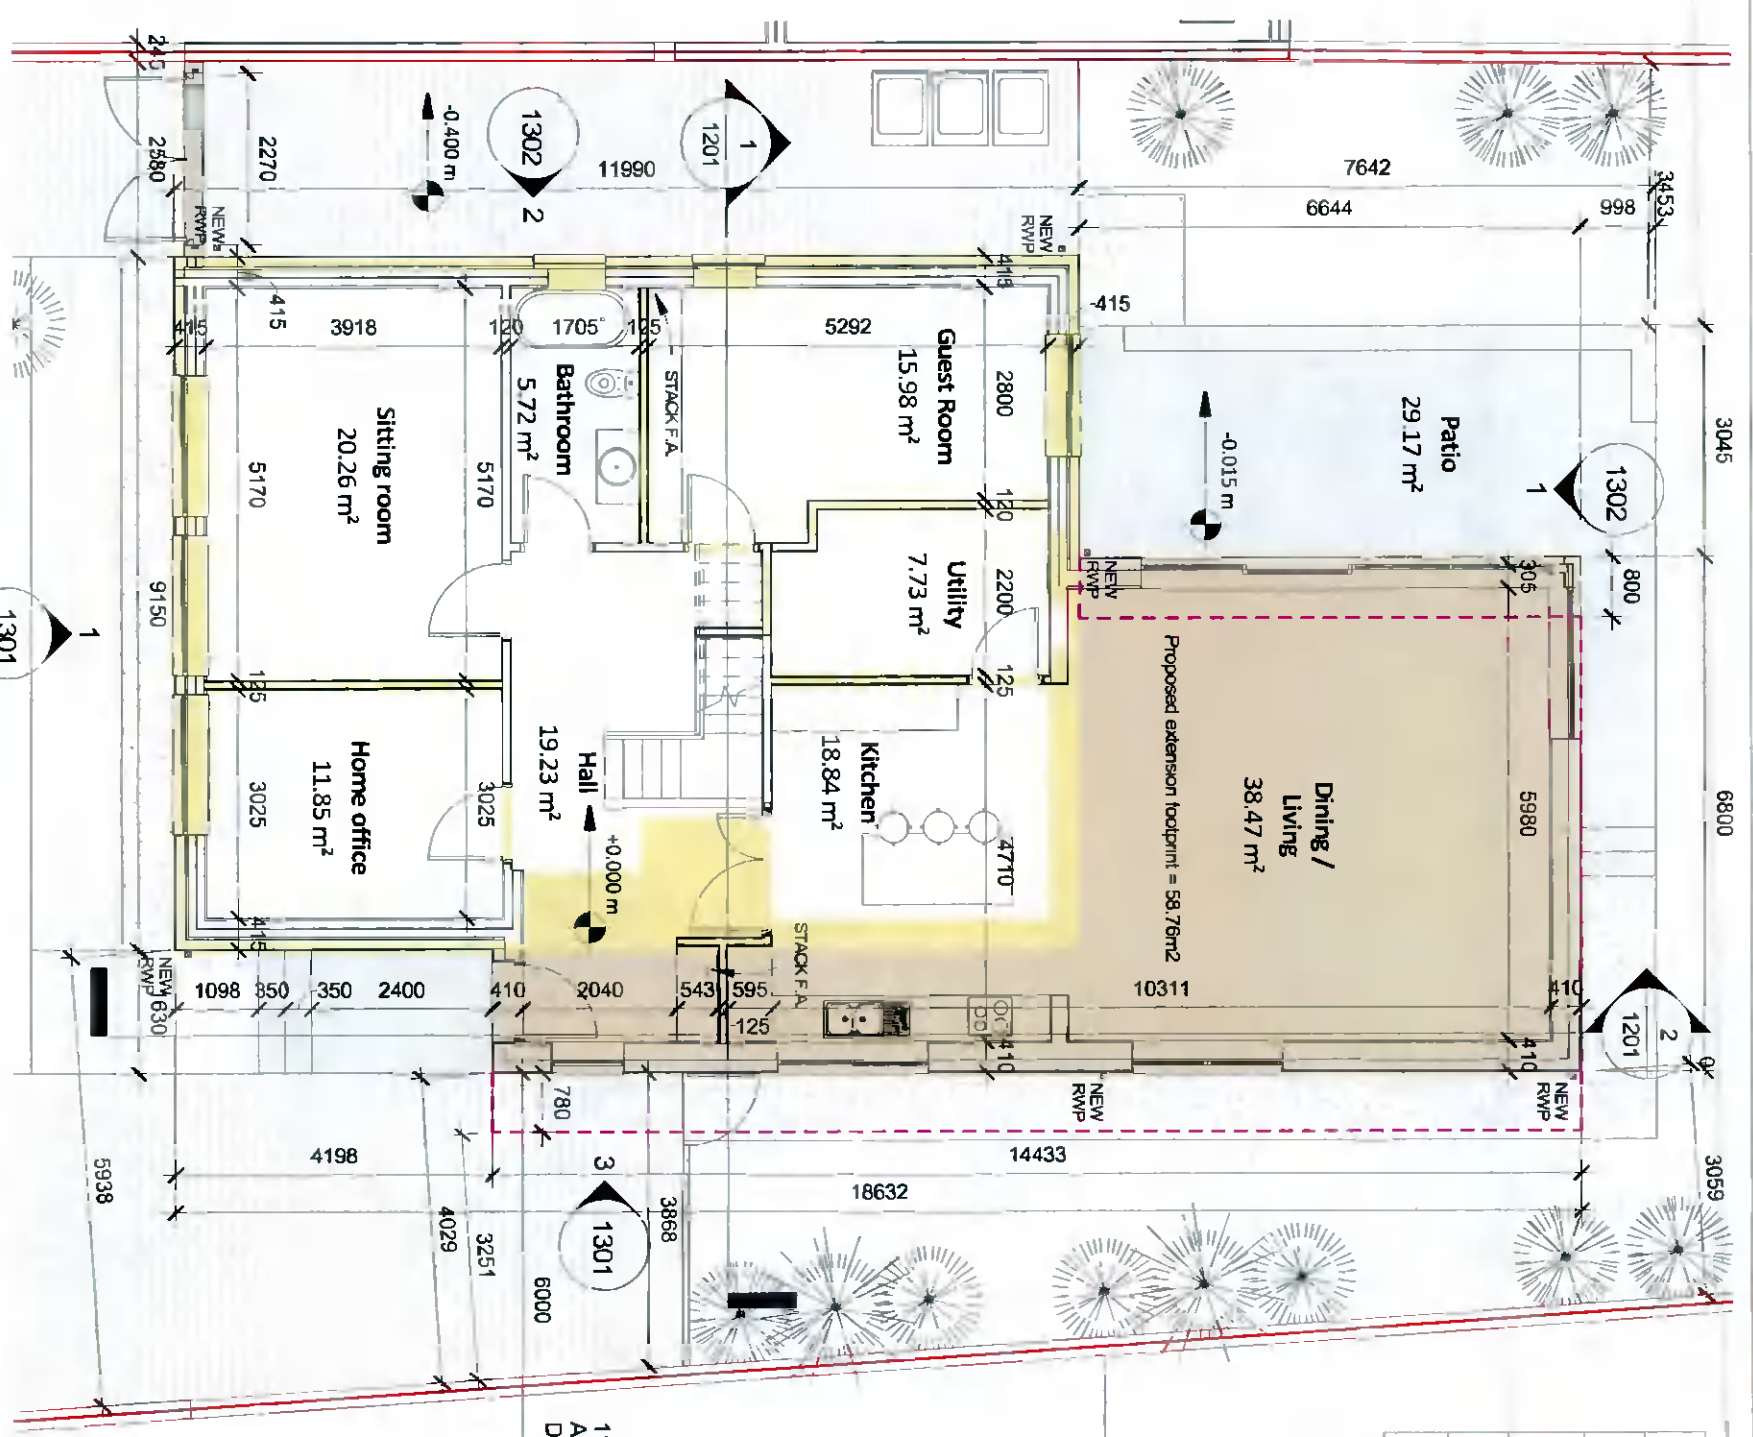 245
2580
2270
-0.400 m
1302
2
11990
1
1201
7642
6644
998
3453
NEW
RWP
NEW
RWP
415
415
415
3918
120
1705
125
5292
-415
STACK F.A.
Bathroom
5.72 m²
Guest Room
15.98 m²
2800
Sitting room
20.26 m²
5170
5170
120
Utility
7.73 m²
2200
125
Patio
29.17 m²
-0.015 m
1302
1
3045
NEW
RWP
305
800
9150
1
1301
125
3025
3025
Home office
11.85 m²
415
Hall
19.23 m²
+0.000 m
Kitchen
18.84 m²
4710
STACK F.A.
Proposed extension footprint = 58.76m2
Dining /
Living
38.47 m²
5980
6800
NEW
RWP
630
1098
350
350
2400
410
2040
543
595
-125
10311
410
410
410
2
1201
780
NEW
RWP
NEW
RWP
4198
14433
18632
3059
5938
4029
3251
3
1301
3868
6000